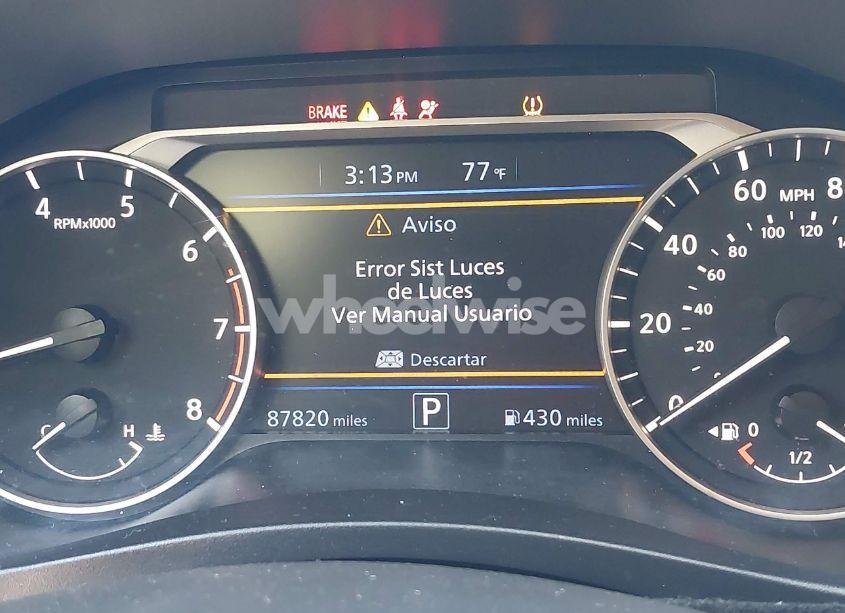 BRAKE
3:13 PM 77°F
Aviso
Error Sist Luces
de Luces
Ver Manual Usuario
Descartar
87820 miles P 430 miles
4 5 6 7 8
RPMx1000
C H
0 20 40 60 8
MPH
20 40 60 80 100 120
0 1/2
wheelwise